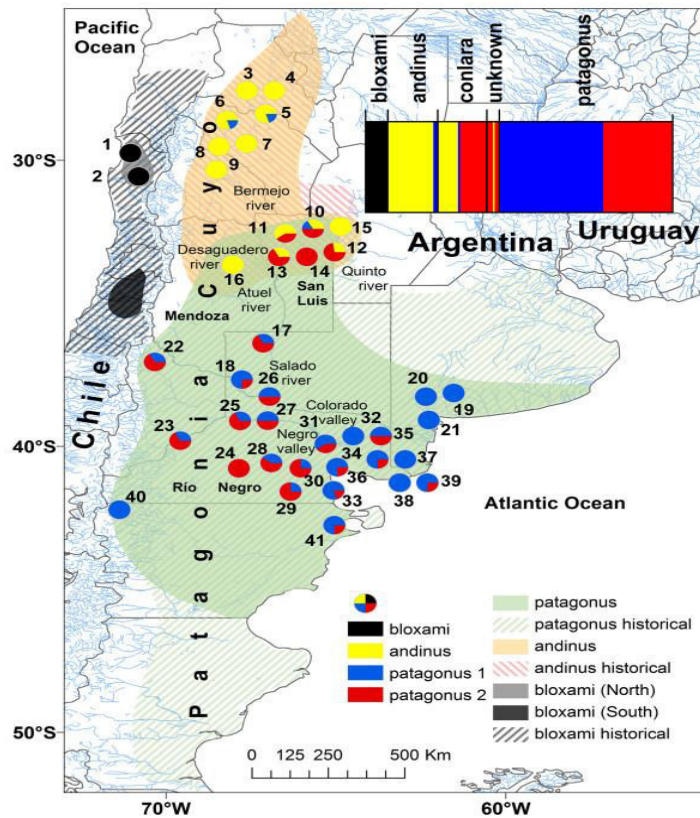 Pacific
Ocean
bloxami
andinus
conlara
unknown
patagonus
3
4
6
5
8
7
9
1
2
30°S
Bermejo
river
C u y o
10
11
15
12
Desaguadero
river
13
14
16
Quinto
river
San
Luis
Atuel
river
Mendoza
Argentina
Uruguay
17
22
18
26
Salado
river
20
19
21
Chile
25
27
31
Colorado
valley
32
35
23
24
28
Negro
valley
34
37
40°S
Río Negro
30
36
29
33
38
39
40
41
Atlantic Ocean
Patagonia
bloxami
andinus
patagonus 1
patagonus 2
patagonus
patagonus historical
andinus
andinus historical
bloxami (North)
bloxami (South)
bloxami historical
50°S
0 125 250 500 Km
70°W
60°W